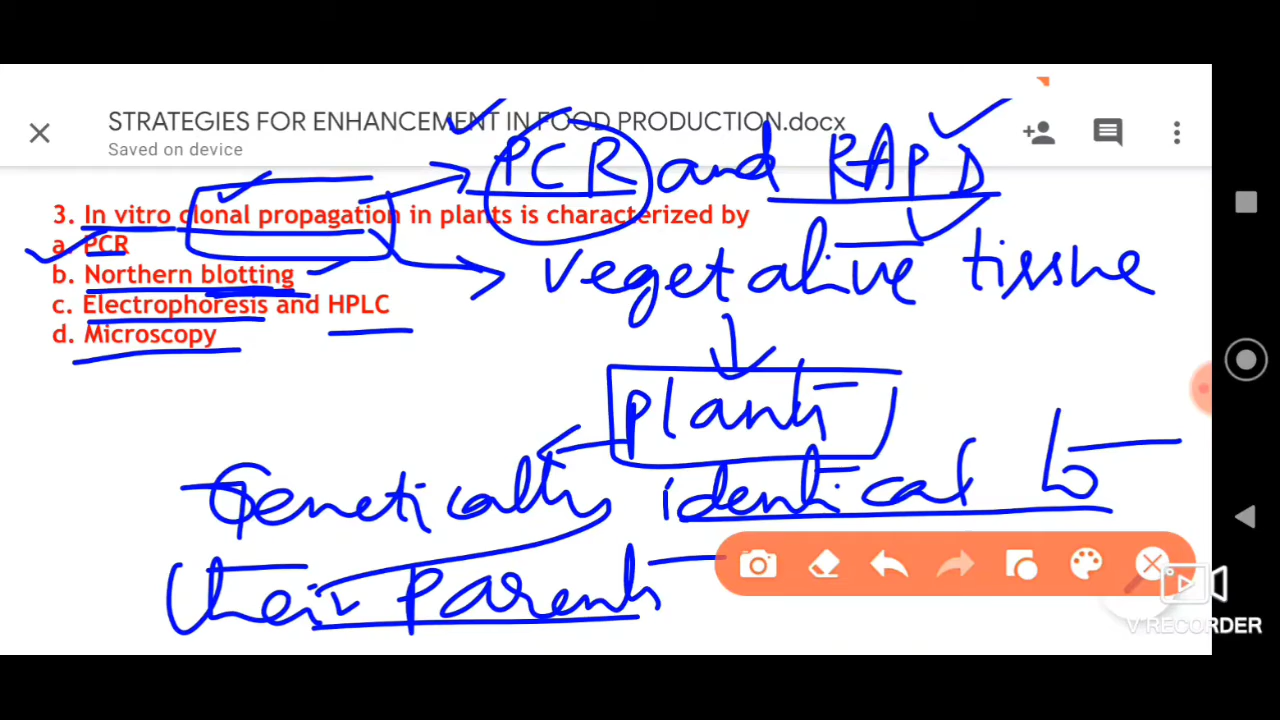 STRATEGIES FOR ENHANCEMENT IN FOOD PRODUCTION.docx
Saved on device
PCR and RAPD
3. In vitro clonal propagation in plants is characterized by
a. PCR
b. Northern blotting
c. Electrophoresis and HPLC
d. Microscopy
vegetative tissue
plants
Genetically identical to
their parents
V RECORDER